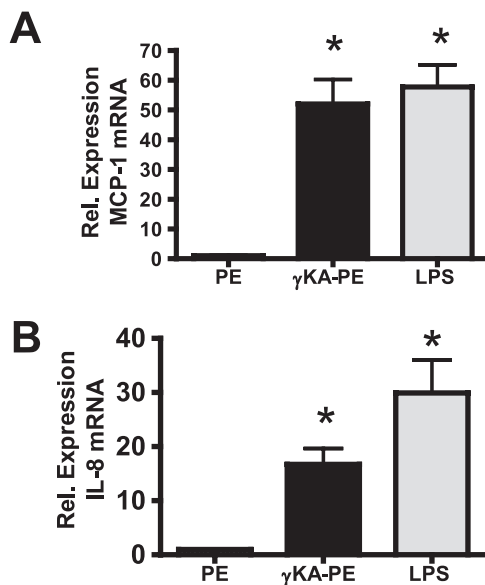 A
Rel. Expression
MCP-1 mRNA
70
60
50
40
30
20
10
0
*
*
PE
γKA-PE
LPS
B
Rel. Expression
IL-8 mRNA
40
30
20
10
0
*
*
PE
γKA-PE
LPS